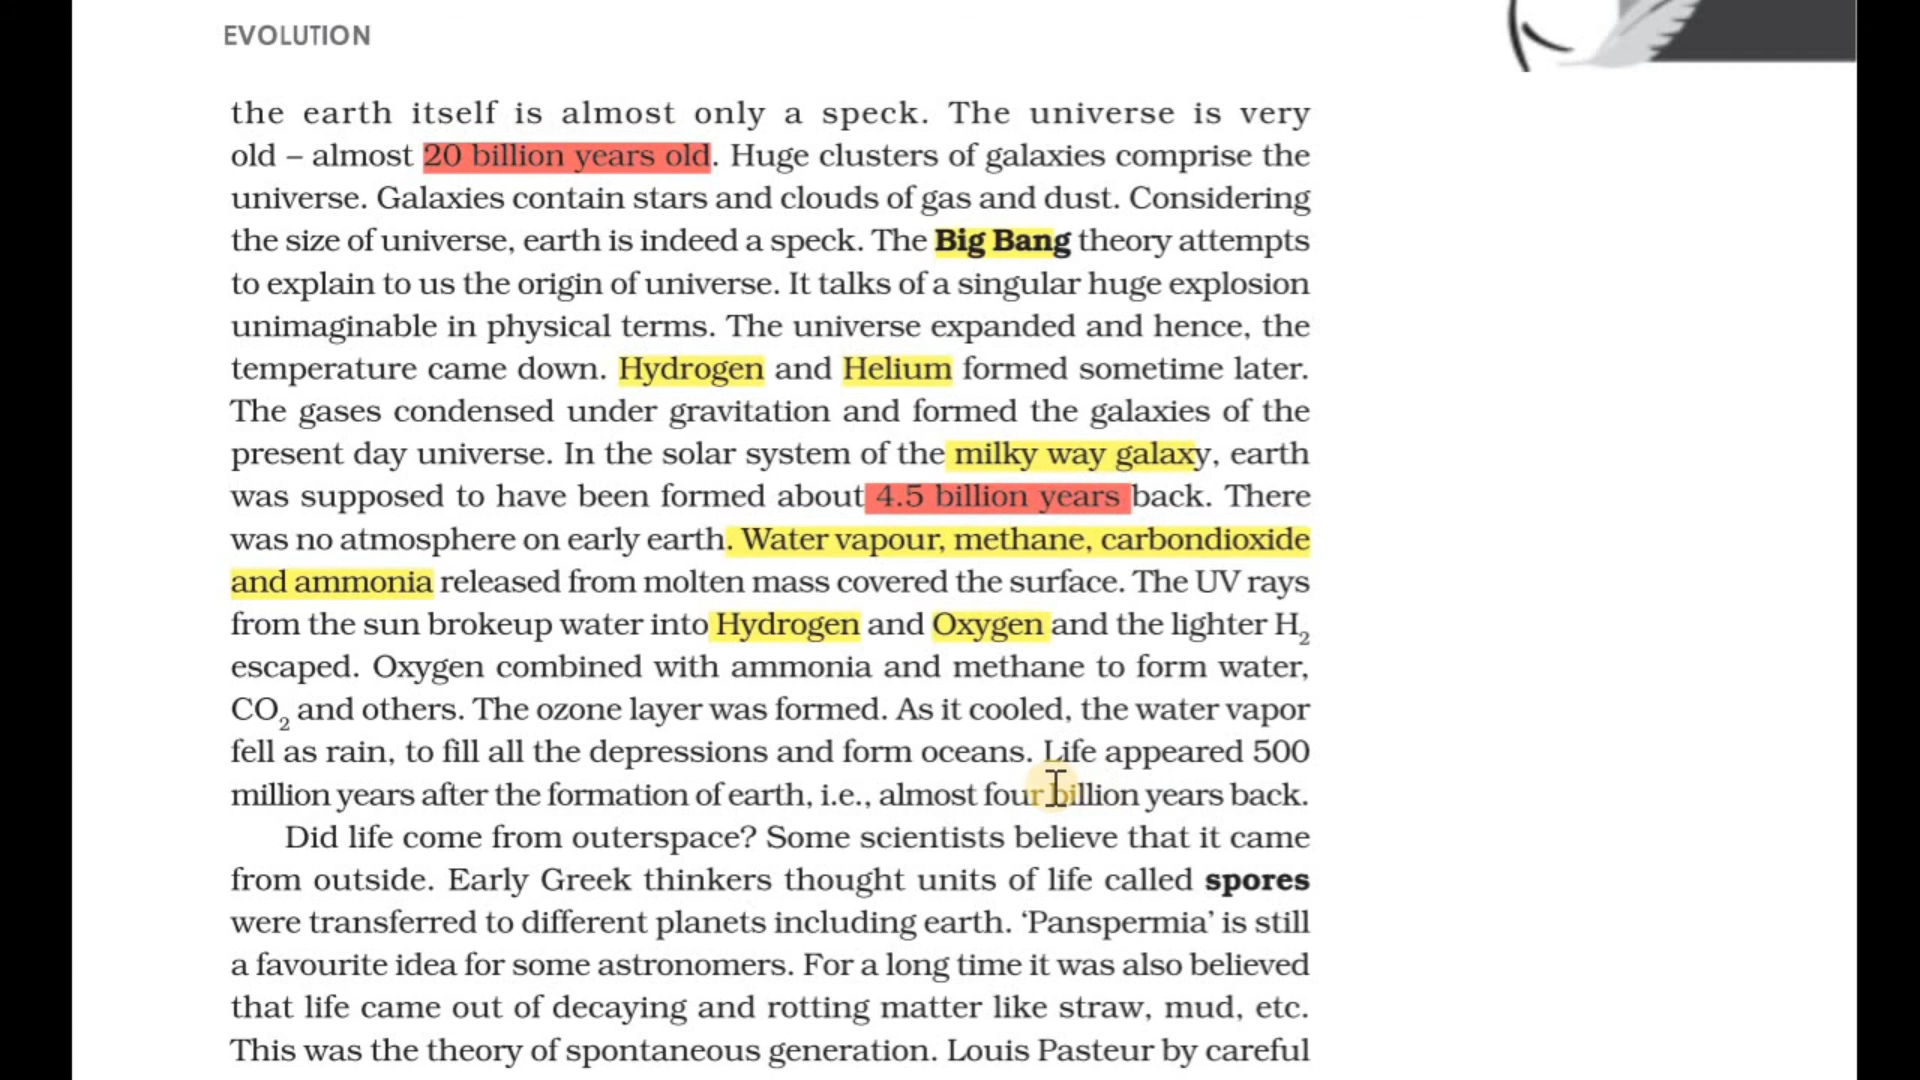 EVOLUTION
the earth itself is almost only a speck. The universe is very
old – almost 20 billion years old. Huge clusters of galaxies comprise the
universe. Galaxies contain stars and clouds of gas and dust. Considering
the size of universe, earth is indeed a speck. The Big Bang theory attempts
to explain to us the origin of universe. It talks of a singular huge explosion
unimaginable in physical terms. The universe expanded and hence, the
temperature came down. Hydrogen and Helium formed sometime later.
The gases condensed under gravitation and formed the galaxies of the
present day universe. In the solar system of the milky way galaxy, earth
was supposed to have been formed about 4.5 billion years back. There
was no atmosphere on early earth. Water vapour, methane, carbondioxide
and ammonia released from molten mass covered the surface. The UV rays
from the sun brokeup water into Hydrogen and Oxygen and the lighter H₂
escaped. Oxygen combined with ammonia and methane to form water,
CO₂ and others. The ozone layer was formed. As it cooled, the water vapor
fell as rain, to fill all the depressions and form oceans. Life appeared 500
million years after the formation of earth, i.e., almost four billion years back.
Did life come from outerspace? Some scientists believe that it came
from outside. Early Greek thinkers thought units of life called spores
were transferred to different planets including earth. ‘Panspermia’ is still
a favourite idea for some astronomers. For a long time it was also believed
that life came out of decaying and rotting matter like straw, mud, etc.
This was the theory of spontaneous generation. Louis Pasteur by careful